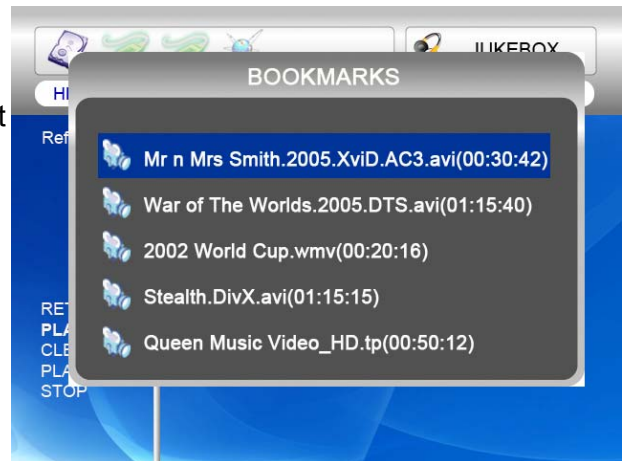 JUKEBOX
BOOKMARKS
Mr n Mrs Smith.2005.XviD.AC3.avi(00:30:42)
War of The Worlds.2005.DTS.avi(01:15:40)
2002 World Cup.wmv(00:20:16)
Stealth.DivX.avi(01:15:15)
Queen Music Video_HD.tp(00:50:12)
STOP